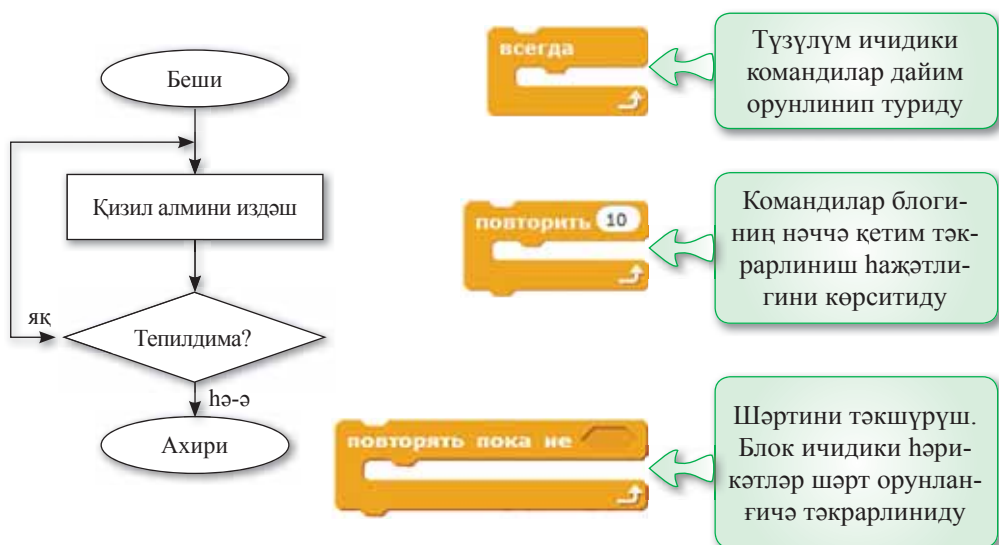 Беши
Қизил алмини издәш
Тепилдима?
яқ
һә-ә
Ахири
всегда
Түзүлүм ичидики
командилар дайим
орунлинип туриду
повторить 10
Командилар блоги-
ниң нәччә қетим тәк-
рарлиниш һаҗәтли-
гини көрситиду
повторять пока не
Шәртини тәкшүрүш.
Блок ичидики һәри-
кәтләр шәрт орунлан-
ғичә тәкрарлиниду